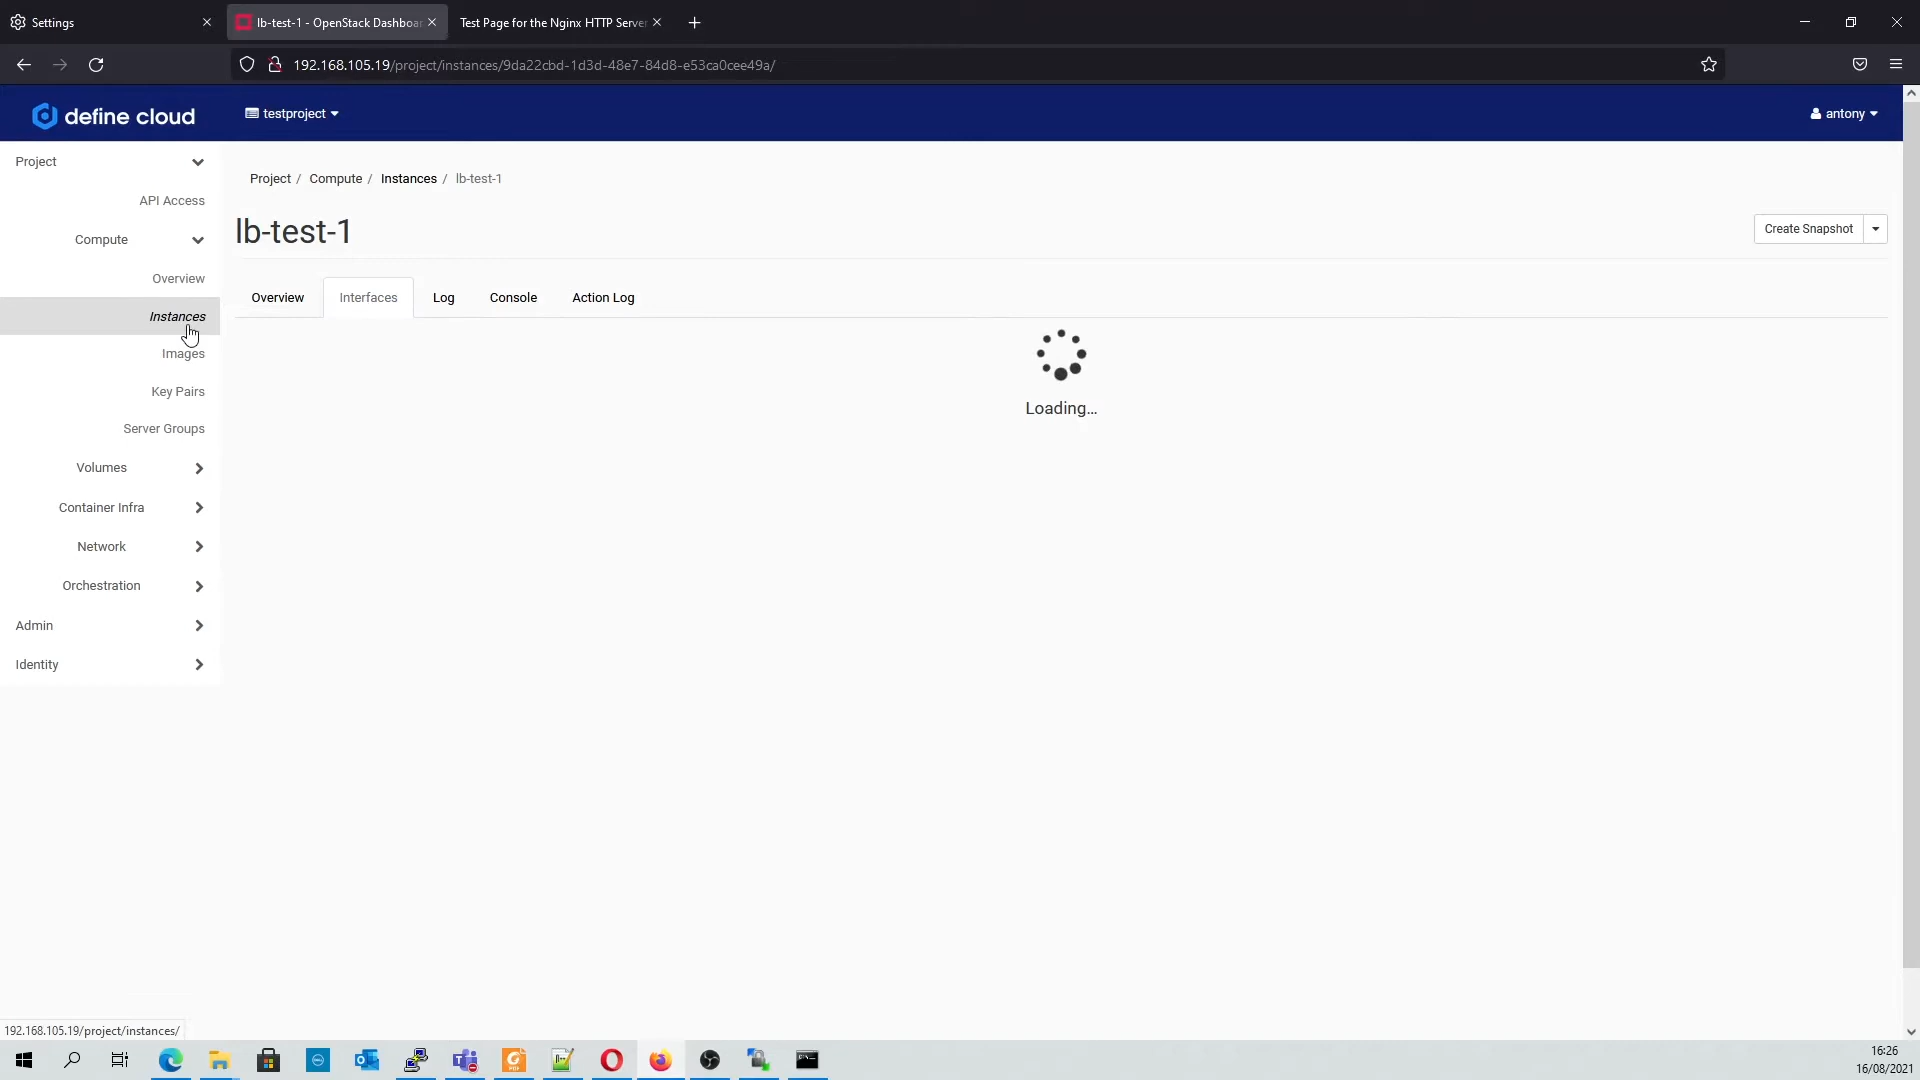 Settings
lb-test-1 - OpenStack Dashboar
Test Page for the Nginx HTTP Server
192.168.105.19/project/instances/9da22cbd-1d3d-48e7-84d8-e53ca0cee49a/
define cloud
testproject
antony
Project
API Access
Compute
Overview
Instances
Images
Key Pairs
Server Groups
Volumes
Container Infra
Network
Orchestration
Admin
Identity
Project / Compute / Instances / lb-test-1
lb-test-1
Create Snapshot
Overview
Interfaces
Log
Console
Action Log
Loading...
192.168.105.19/project/instances/
16:26
16/08/2021